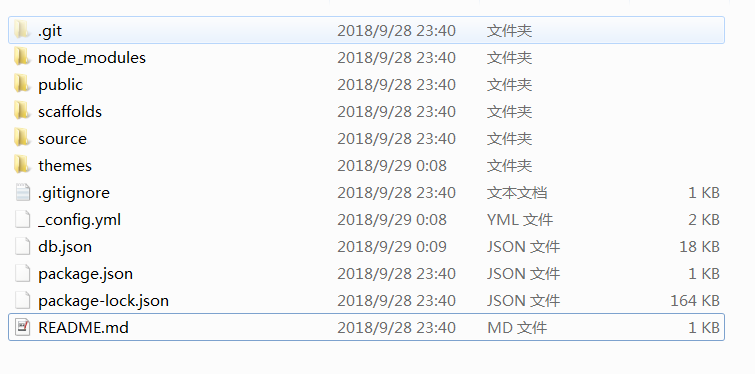 .git 2018/9/28 23:40 文件夹
node_modules 2018/9/28 23:40 文件夹
public 2018/9/28 23:40 文件夹
scaffolds 2018/9/28 23:40 文件夹
source 2018/9/28 23:40 文件夹
themes 2018/9/29 0:08 文件夹
.gitignore 2018/9/28 23:40 文本文档 1 KB
_config.yml 2018/9/29 0:08 YML 文件 2 KB
db.json 2018/9/29 0:09 JSON 文件 18 KB
package.json 2018/9/28 23:40 JSON 文件 1 KB
package-lock.json 2018/9/28 23:40 JSON 文件 164 KB
README.md 2018/9/28 23:40 MD 文件 1 KB